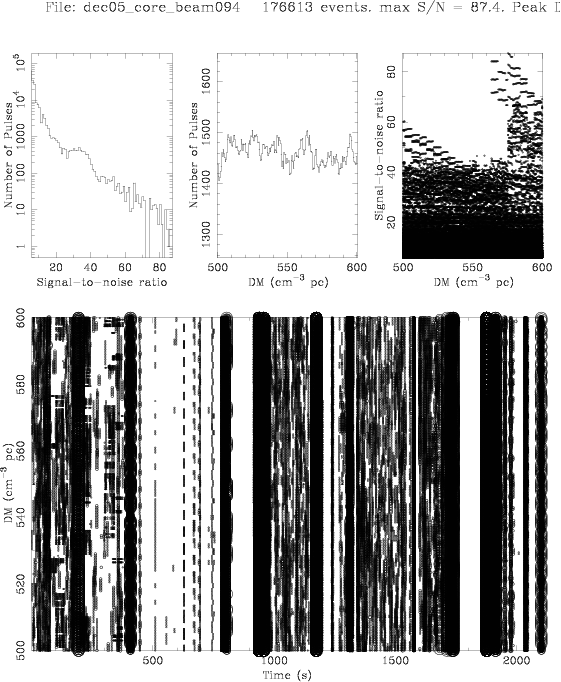 File: dec05_core_beam094 176613 events. max S/N = 87.4. Peak D
Number of Pulses
10⁵
10⁴
1000
100
10
1
20 40 60 80
Signal-to-noise ratio
Number of Pulses
1600
1500
1400
1300
500 550 600
DM (cm⁻³ pc)
Signal-to-noise ratio
80
60
40
20
500 550 600
DM (cm⁻³ pc)
DM (cm⁻³ pc)
600
580
560
540
520
500
500 1000 1500 2000
Time (s)